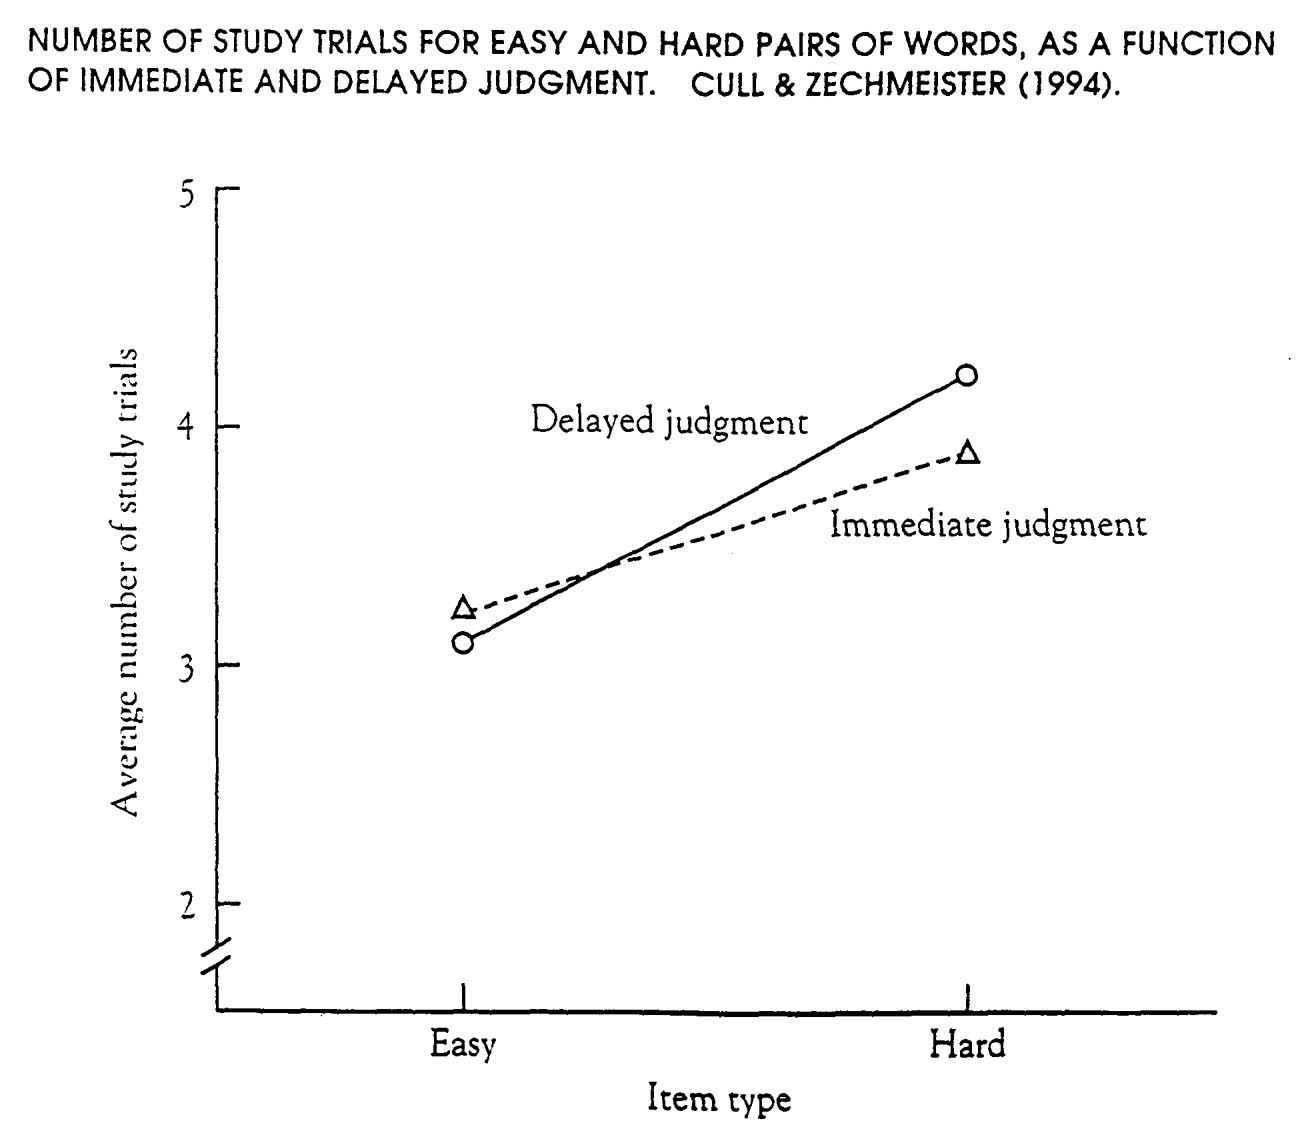 NUMBER OF STUDY TRIALS FOR EASY AND HARD PAIRS OF WORDS, AS A FUNCTION
OF IMMEDIATE AND DELAYED JUDGMENT. CULL & ZECHMEISTER (1994).
5
4
3
2
Average number of study trials
Delayed judgment
Immediate judgment
Easy
Hard
Item type